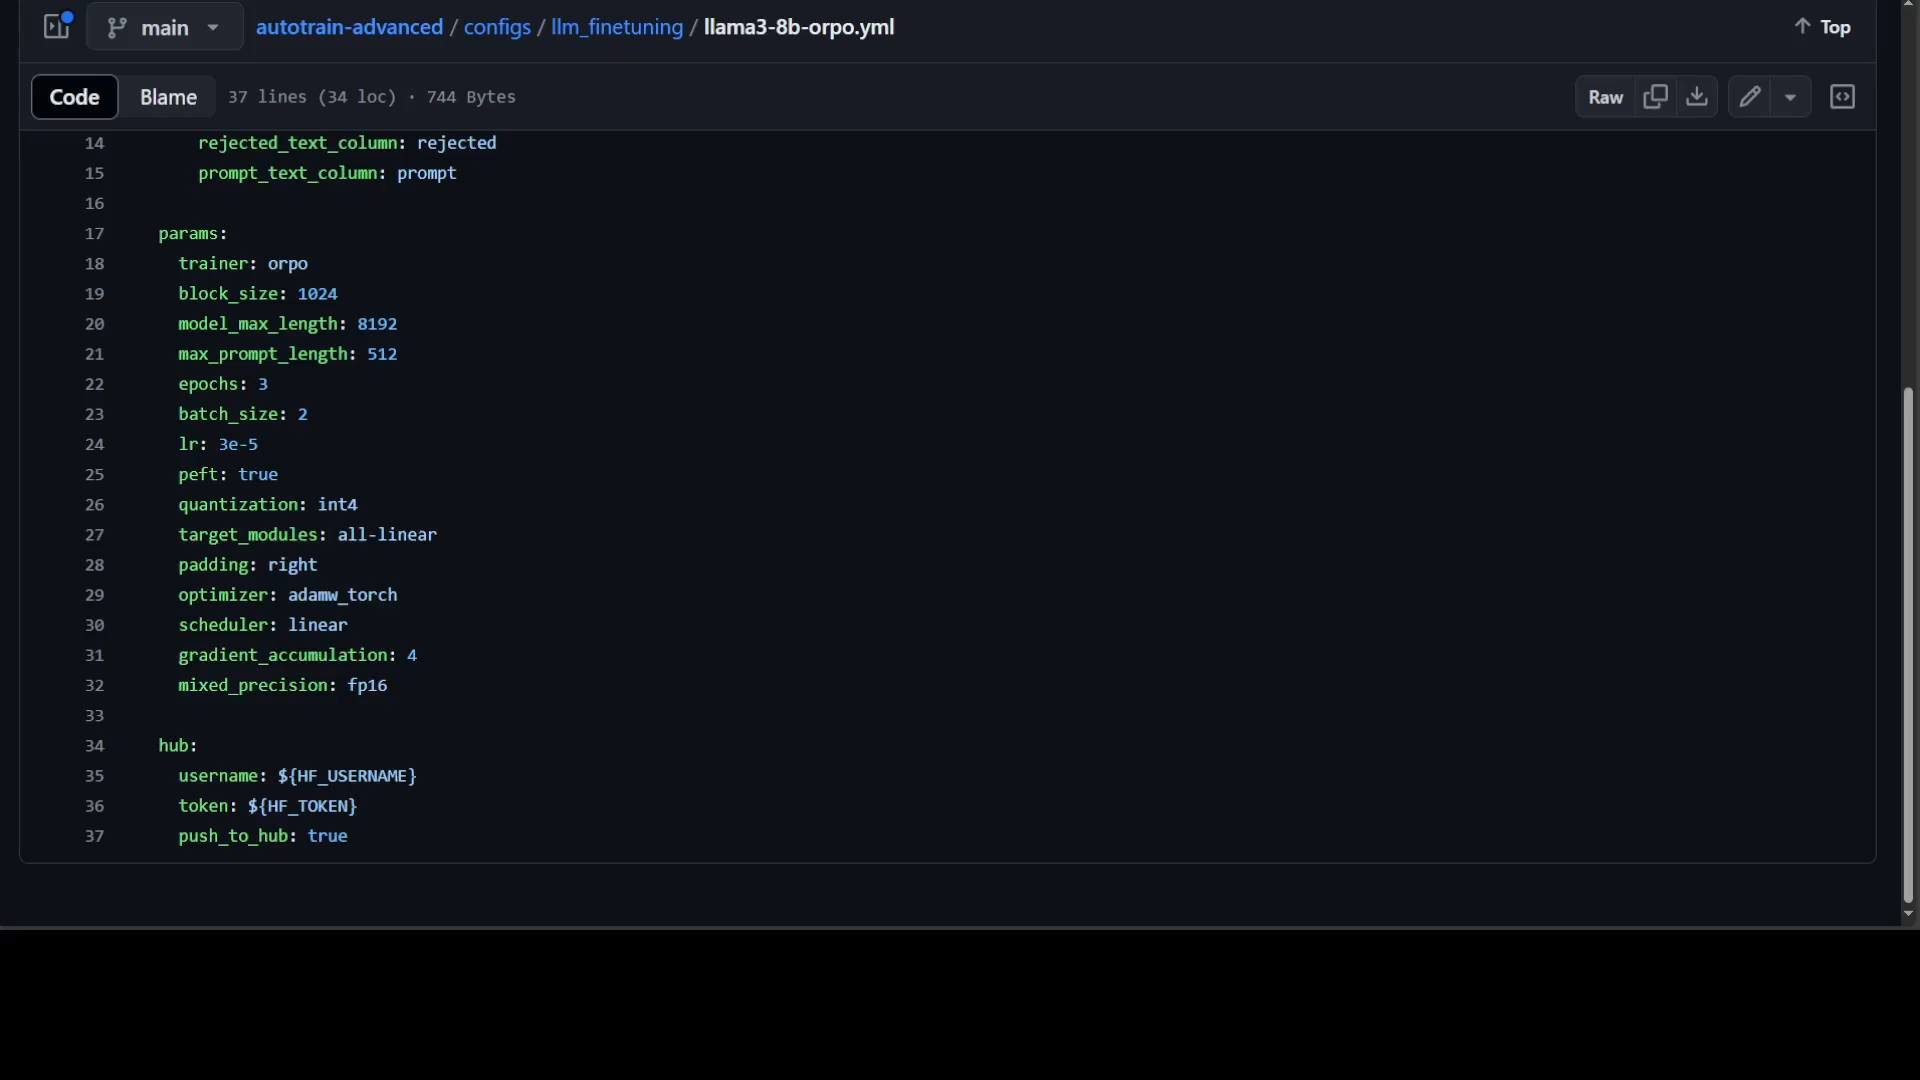 main
autotrain-advanced / configs / llm_finetuning / llama3-8b-orpo.yml
Top
Code Blame 37 lines (34 loc) · 744 Bytes
Raw
14 rejected_text_column: rejected
15 prompt_text_column: prompt
16
17 params:
18 trainer: orpo
19 block_size: 1024
20 model_max_length: 8192
21 max_prompt_length: 512
22 epochs: 3
23 batch_size: 2
24 lr: 3e-5
25 peft: true
26 quantization: int4
27 target_modules: all-linear
28 padding: right
29 optimizer: adamw_torch
30 scheduler: linear
31 gradient_accumulation: 4
32 mixed_precision: fp16
33
34 hub:
35 username: ${HF_USERNAME}
36 token: ${HF_TOKEN}
37 push_to_hub: true